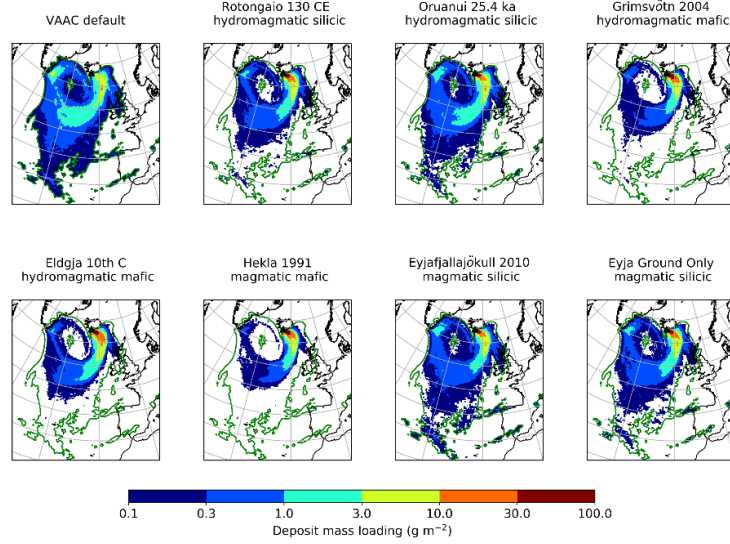 VAAC default
Rotongaio 130 CE
hydromagmatic silicic
Oruanui 25.4 ka
hydromagmatic silicic
Grimsvötn 2004
hydromagmatic mafic
Eldgja 10th C
hydromagmatic mafic
Hekla 1991
magmatic mafic
Eyjafjallajökull 2010
magmatic silicic
Eyja Ground Only
magmatic silicic
0.1 0.3 1.0 3.0 10.0 30.0 100.0
Deposit mass loading (g m⁻²)